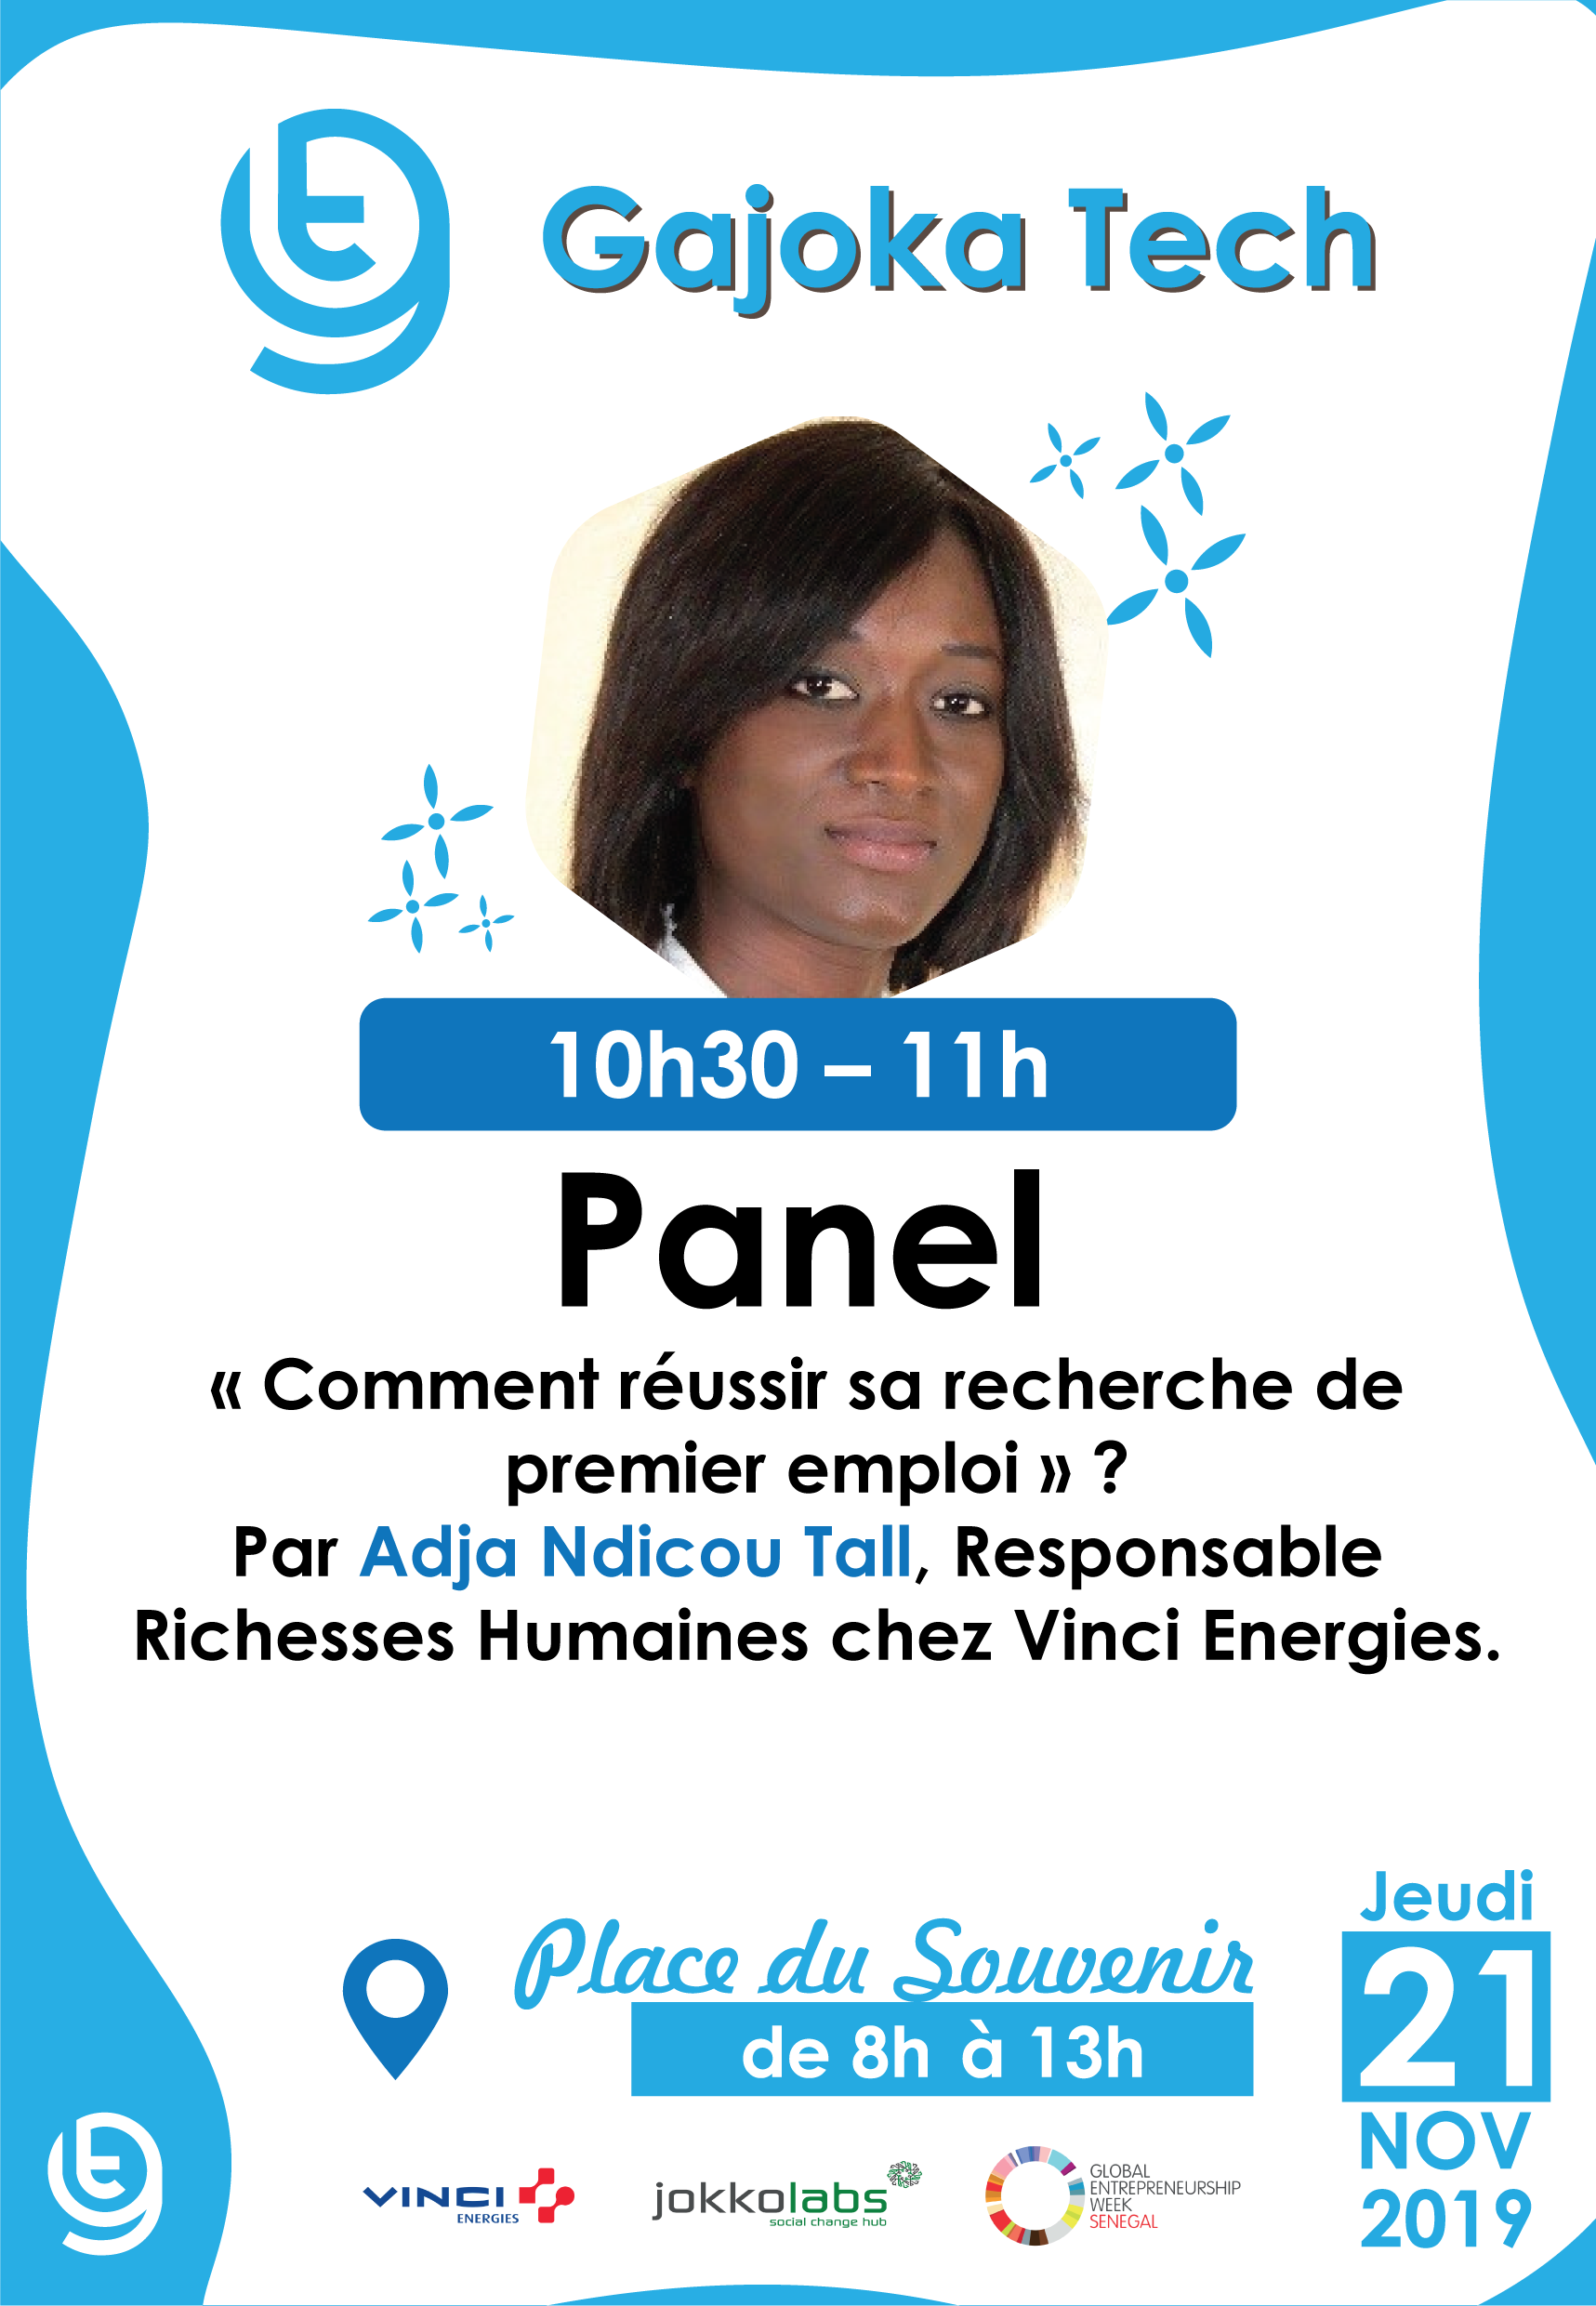 Gajoka Tech
10h30 – 11h
Panel
« Comment réussir sa recherche de
premier emploi » ?
Par Adja Ndicou Tall, Responsable
Richesses Humaines chez Vinci Energies.
Place du Souvenir
de 8h à 13h
Jeudi
21
NOV
2019
VINCI
ENERGIES
jokkolabs
social change hub
GLOBAL
ENTREPRENEURSHIP
WEEK
SENEGAL